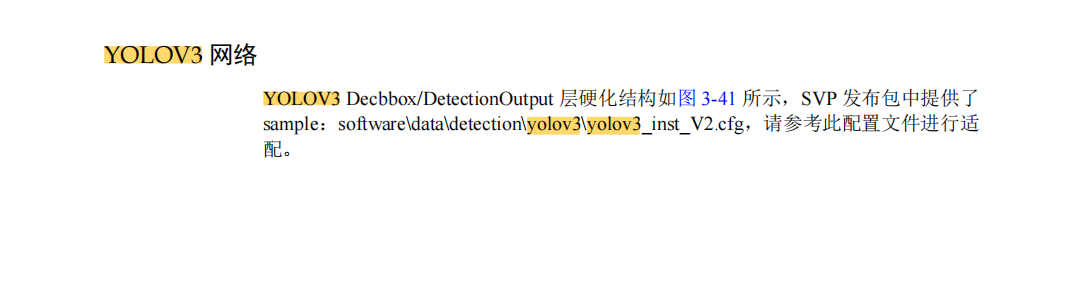 YOLOV3 网络
YOLOV3 Decbbox/DetectionOutput 层硬化结构如图 3-41 所示，SVP 发布包中提供了
sample：software\data\detection\yolov3\yolov3_inst_V2.cfg，请参考此配置文件进行适
配。